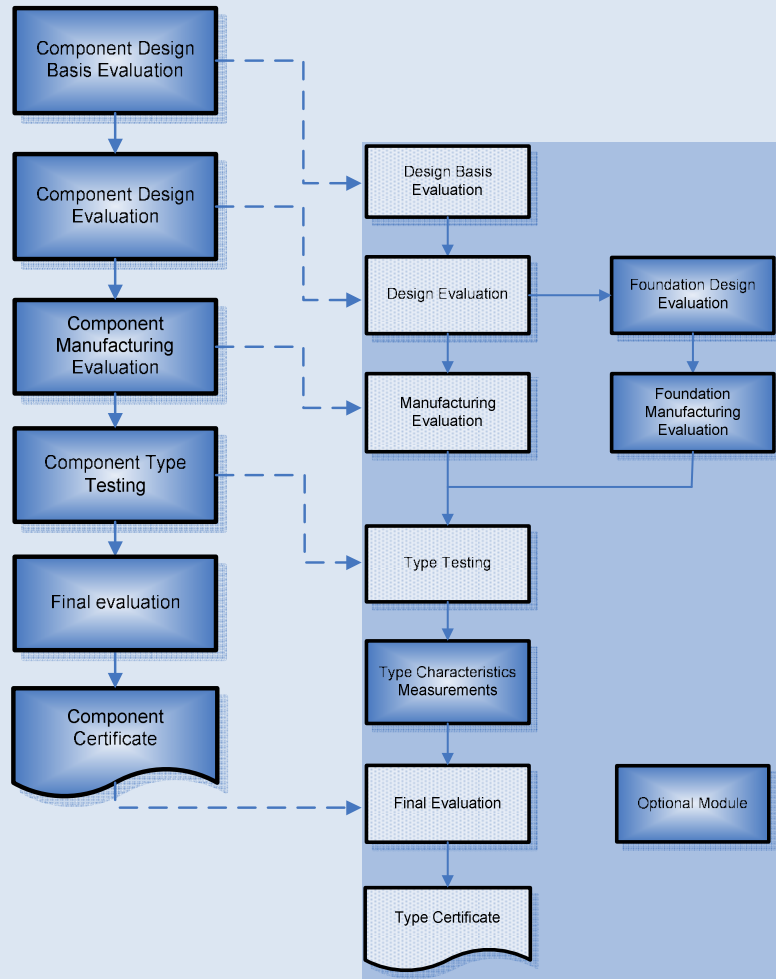 Component Design
Basis Evaluation
Component Design
Evaluation
Component
Manufacturing
Evaluation
Component Type
Testing
Final evaluation
Component
Certificate
Design Basis
Evaluation
Design Evaluation
Foundation Design
Evaluation
Manufacturing
Evaluation
Foundation
Manufacturing
Evaluation
Type Testing
Type Characteristics
Measurements
Final Evaluation
Optional Module
Type Certificate